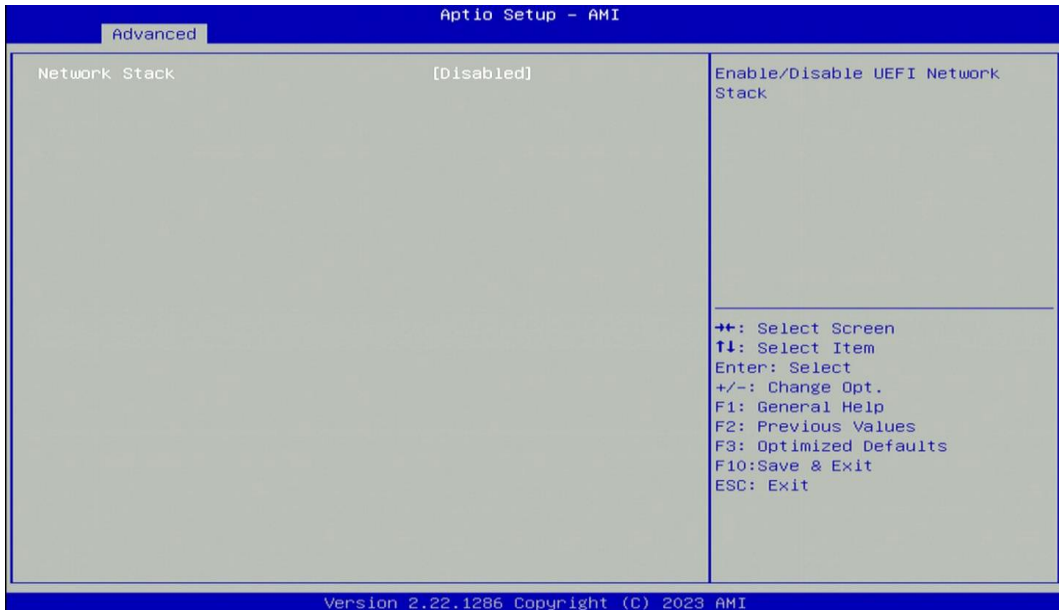 Aptio Setup – AMI
Advanced
Network Stack [Disabled]
Enable/Disable UEFI Network
Stack
→←: Select Screen
↑↓: Select Item
Enter: Select
+/-: Change Opt.
F1: General Help
F2: Previous Values
F3: Optimized Defaults
F10:Save & Exit
ESC: Exit
Version 2.22.1286 Copyright (C) 2023 AMI